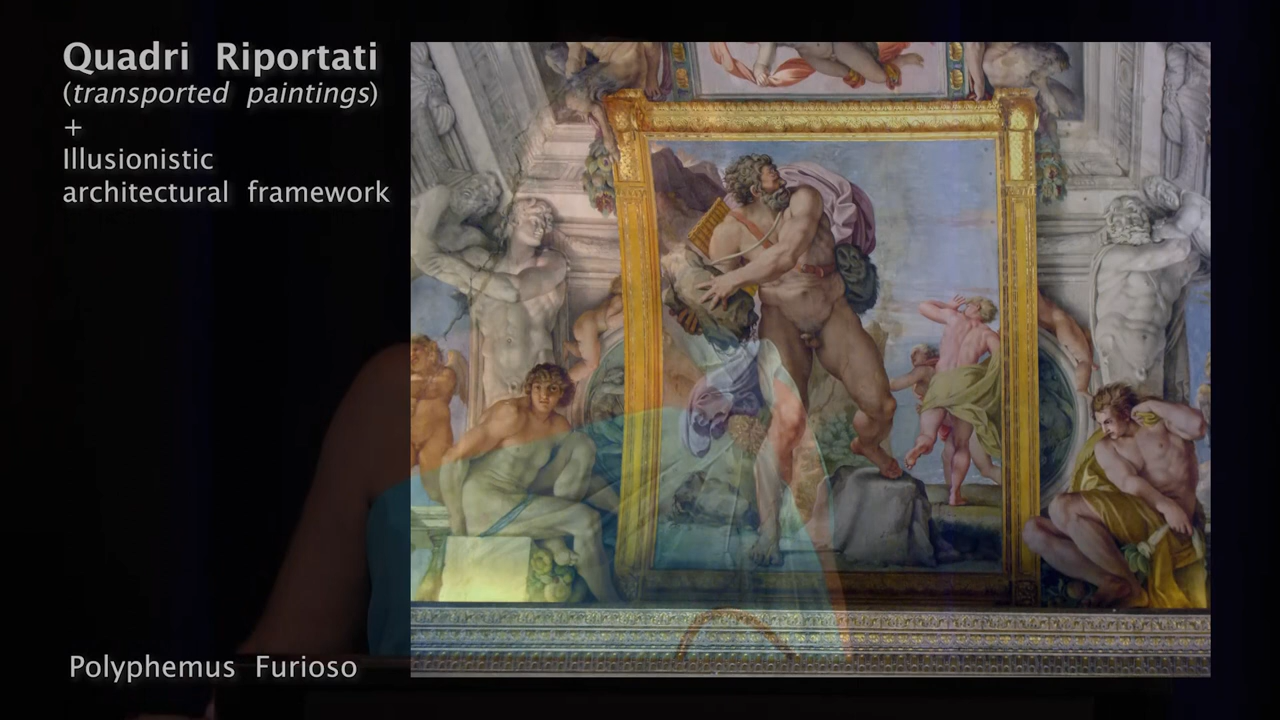 Quadri Riportati
(transported paintings)
+
Illusionistic
architectural framework
Polyphemus Furioso